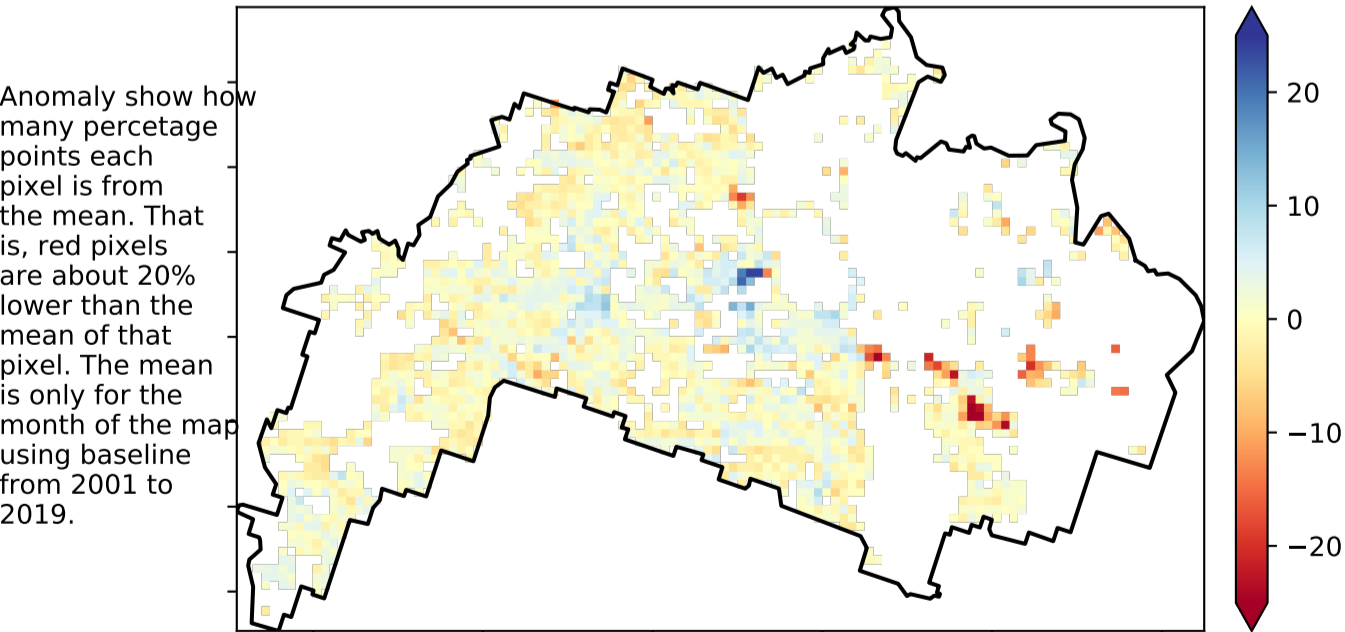 Anomaly show how
many percetage
points each
pixel is from
the mean. That
is, red pixels
are about 20%
lower than the
mean of that
pixel. The mean
is only for the
month of the map
using baseline
from 2001 to
2019.
20
10
0
−10
−20